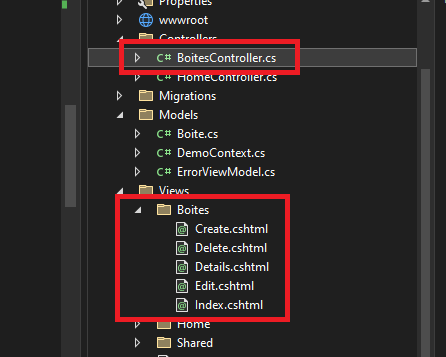 Properties
wwwroot
Controllers
C# BoitesController.cs
C# HomeController.cs
Migrations
Models
C# Boite.cs
C# DemoContext.cs
C# ErrorViewModel.cs
Views
Boites
@ Create.cshtml
@ Delete.cshtml
@ Details.cshtml
@ Edit.cshtml
@ Index.cshtml
Home
Shared